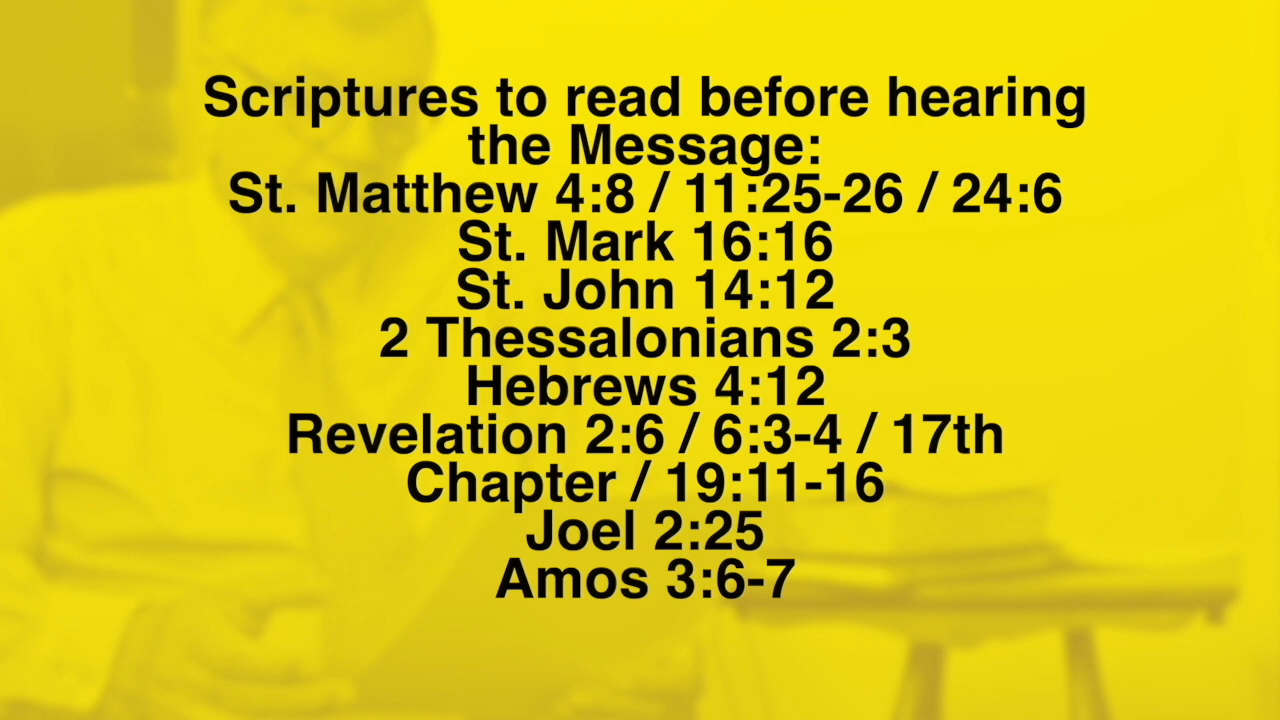 Scriptures to read before hearing
the Message:
St. Matthew 4:8 / 11:25-26 / 24:6
St. Mark 16:16
St. John 14:12
2 Thessalonians 2:3
Hebrews 4:12
Revelation 2:6 / 6:3-4 / 17th
Chapter / 19:11-16
Joel 2:25
Amos 3:6-7